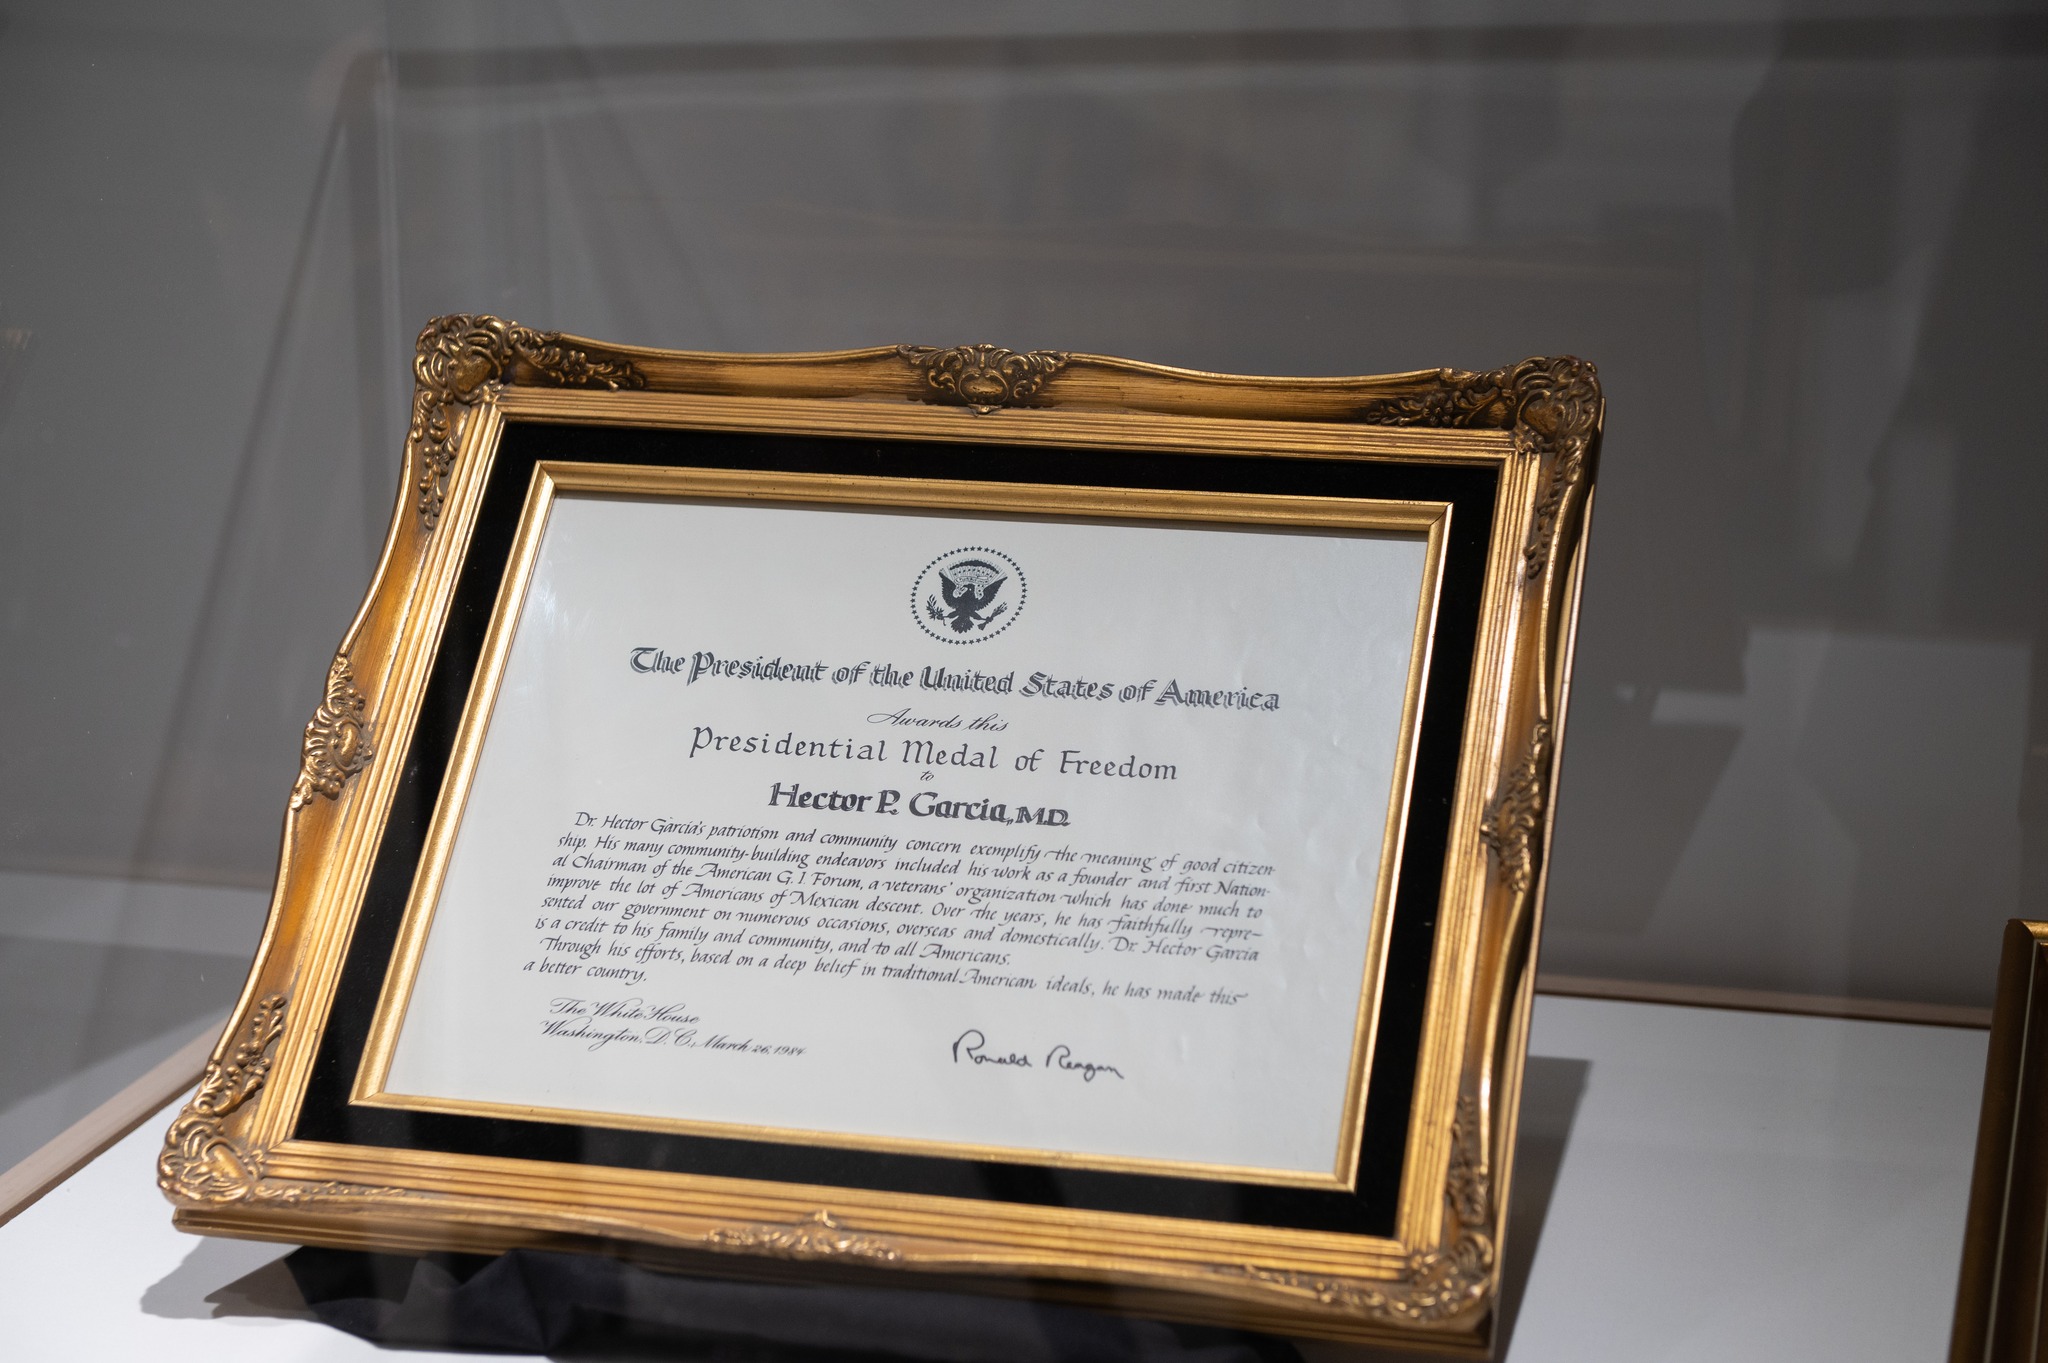 The President of the United States of America
Awards this
Presidential Medal of Freedom
to
Hector P. Garcia, M.D.
Dr. Hector Garcia's patriotism and community concern exemplify the meaning of good citizen-
ship. His many community-building endeavors included his work as a founder and first Nation-
al Chairman of the American G.I. Forum, a veterans' organization which has done much to
improve the lot of Americans of Mexican descent. Over the years, he has faithfully repre-
sented our government on numerous occasions, overseas and domestically. Dr. Hector Garcia
is a credit to his family and community, and to all Americans.
Through his efforts, based on a deep belief in traditional American ideals, he has made this
a better country.
The White House
Washington, D.C., March 26, 1984
Ronald Reagan